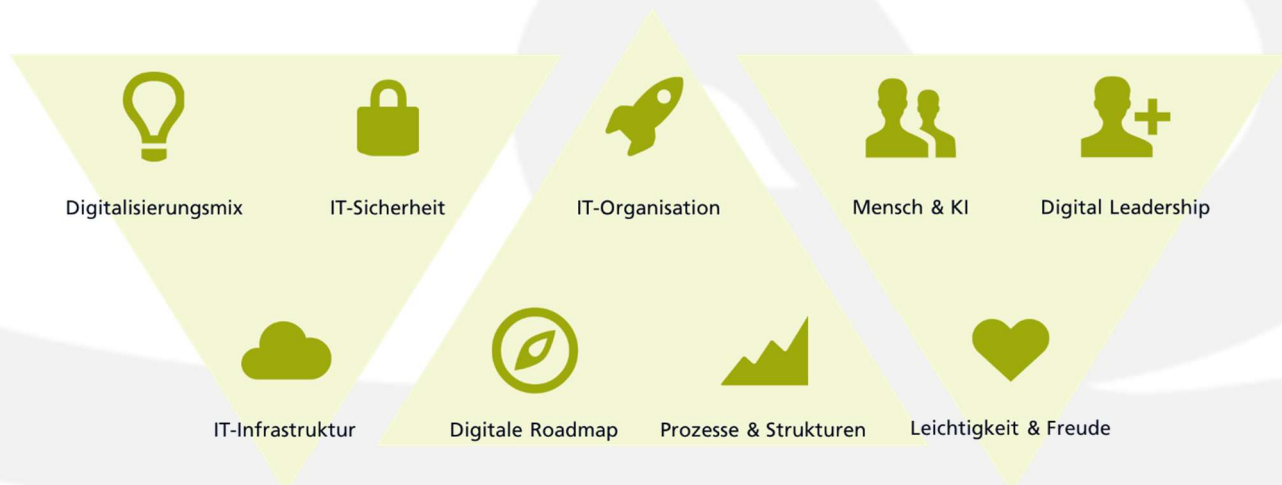 Digitalisierungsmix
IT-Sicherheit
IT-Organisation
Mensch & KI
Digital Leadership
IT-Infrastruktur
Digitale Roadmap
Prozesse & Strukturen
Leichtigkeit & Freude